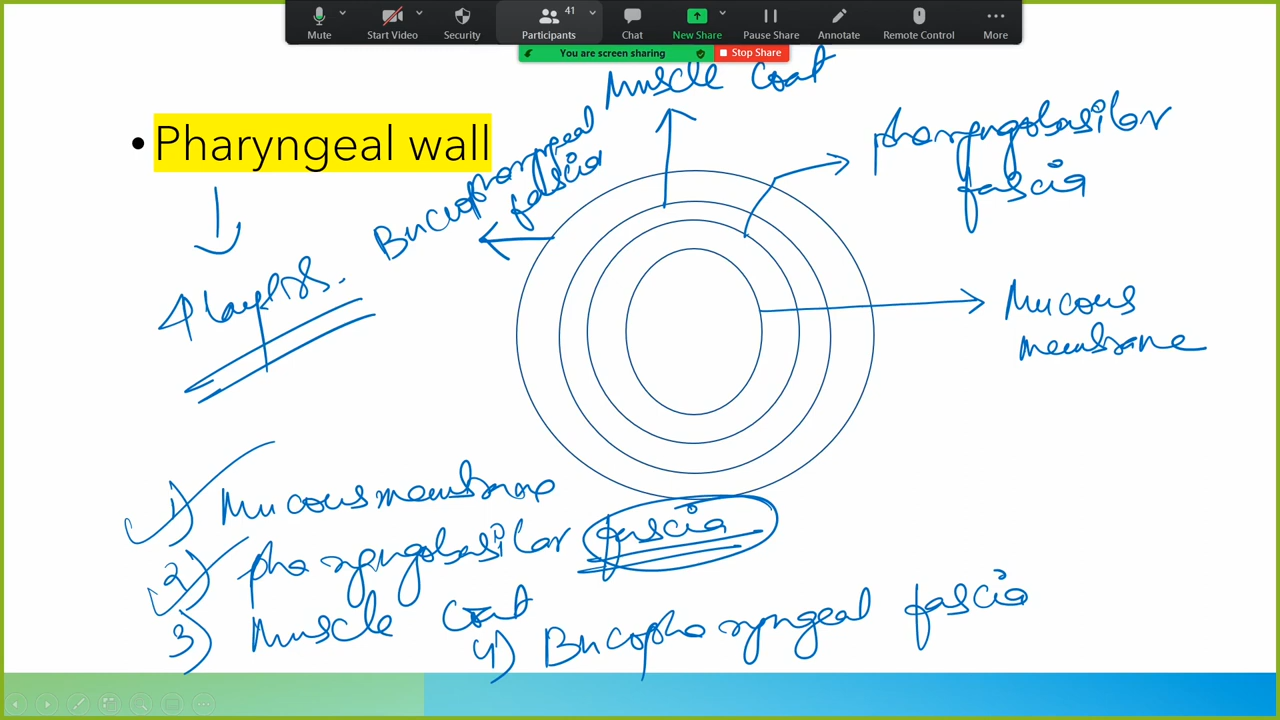 41
Mute
Start Video
Security
Participants
Chat
New Share
Pause Share
Annotate
Remote Control
More
You are screen sharing
Stop Share
Muscle coat
• Pharyngeal wall
Buccopharyngeal
fascia
pharyngobasilar
fascia
4 layers.
Mucous
membrane
1) Mucous membrane
2) pharyngobasilar fascia
3) Muscle coat
4) Bucopharyngeal fascia